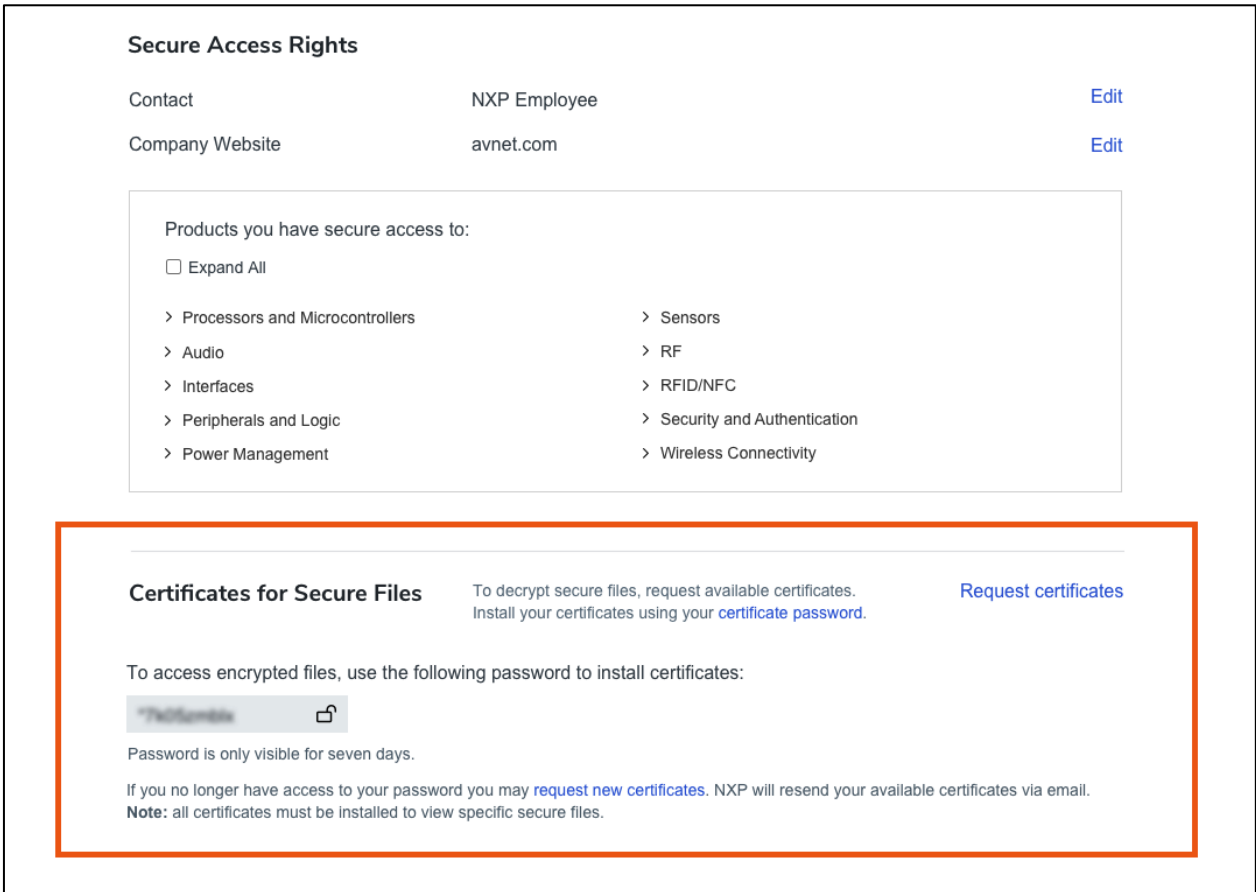 Secure Access Rights
Contact NXP Employee Edit
Company Website avnet.com Edit
Products you have secure access to:
Expand All
Processors and Microcontrollers
Audio
Interfaces
Peripherals and Logic
Power Management
Sensors
RF
RFID/NFC
Security and Authentication
Wireless Connectivity
Certificates for Secure Files
To decrypt secure files, request available certificates.
Install your certificates using your certificate password.
Request certificates
To access encrypted files, use the following password to install certificates:
Password is only visible for seven days.
If you no longer have access to your password you may request new certificates. NXP will resend your available certificates via email.
Note: all certificates must be installed to view specific secure files.